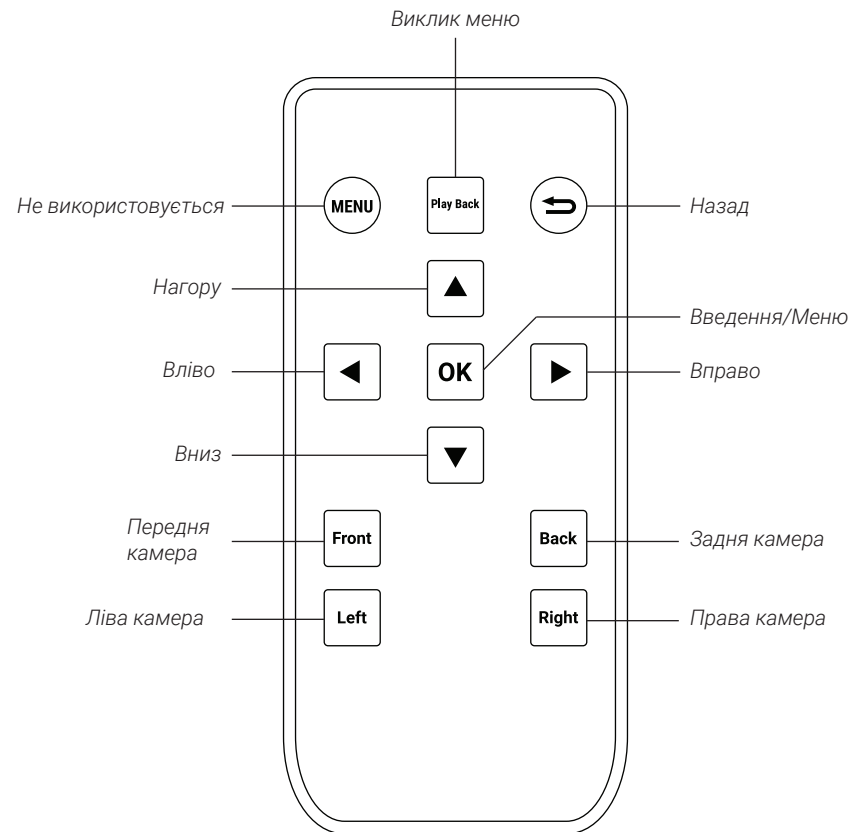 Виклик меню
Не використовується
MENU
Play Back
Назад
Нагору
Введення/Меню
Вліво
OK
Вправо
Вниз
Передня
камера
Front
Back
Задня камера
Ліва камера
Left
Right
Права камера